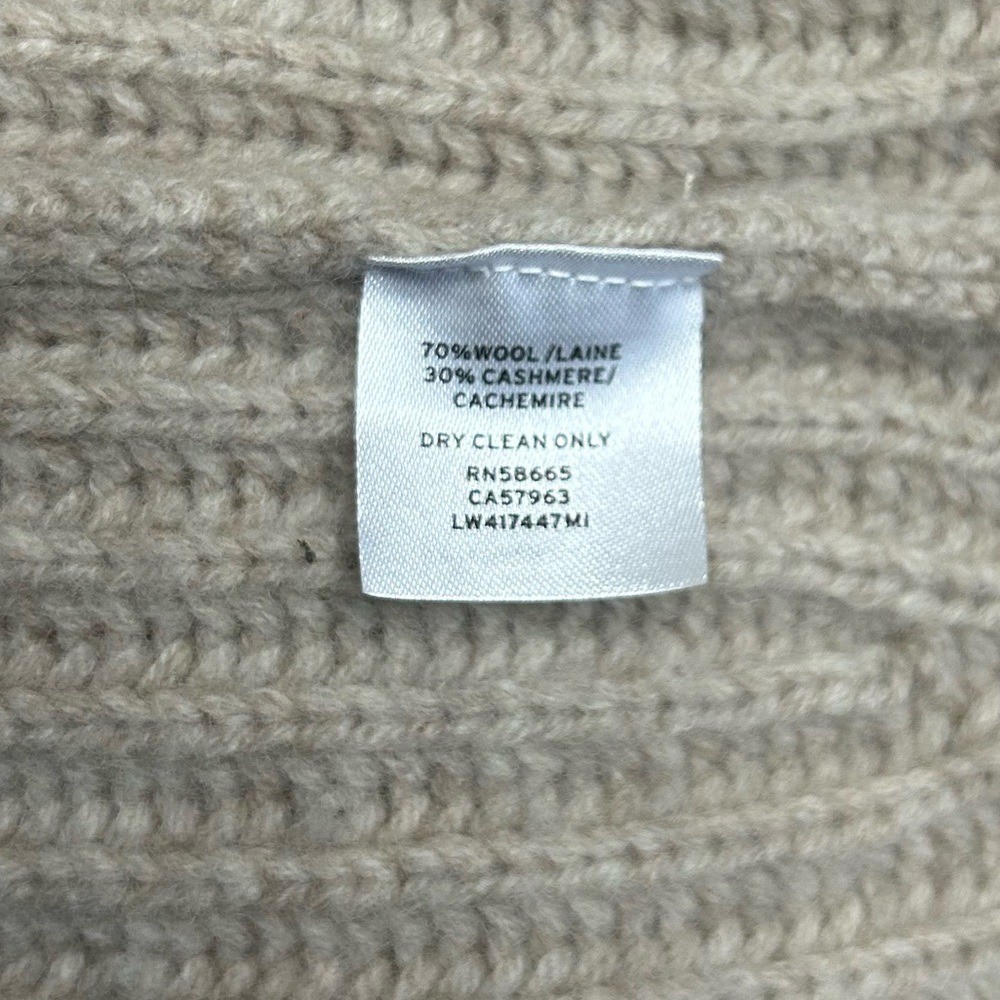 70%WOOL /LAINE
30% CASHMERE/
CACHEMIRE
DRY CLEAN ONLY
RN58665
CA57963
LW417447MI